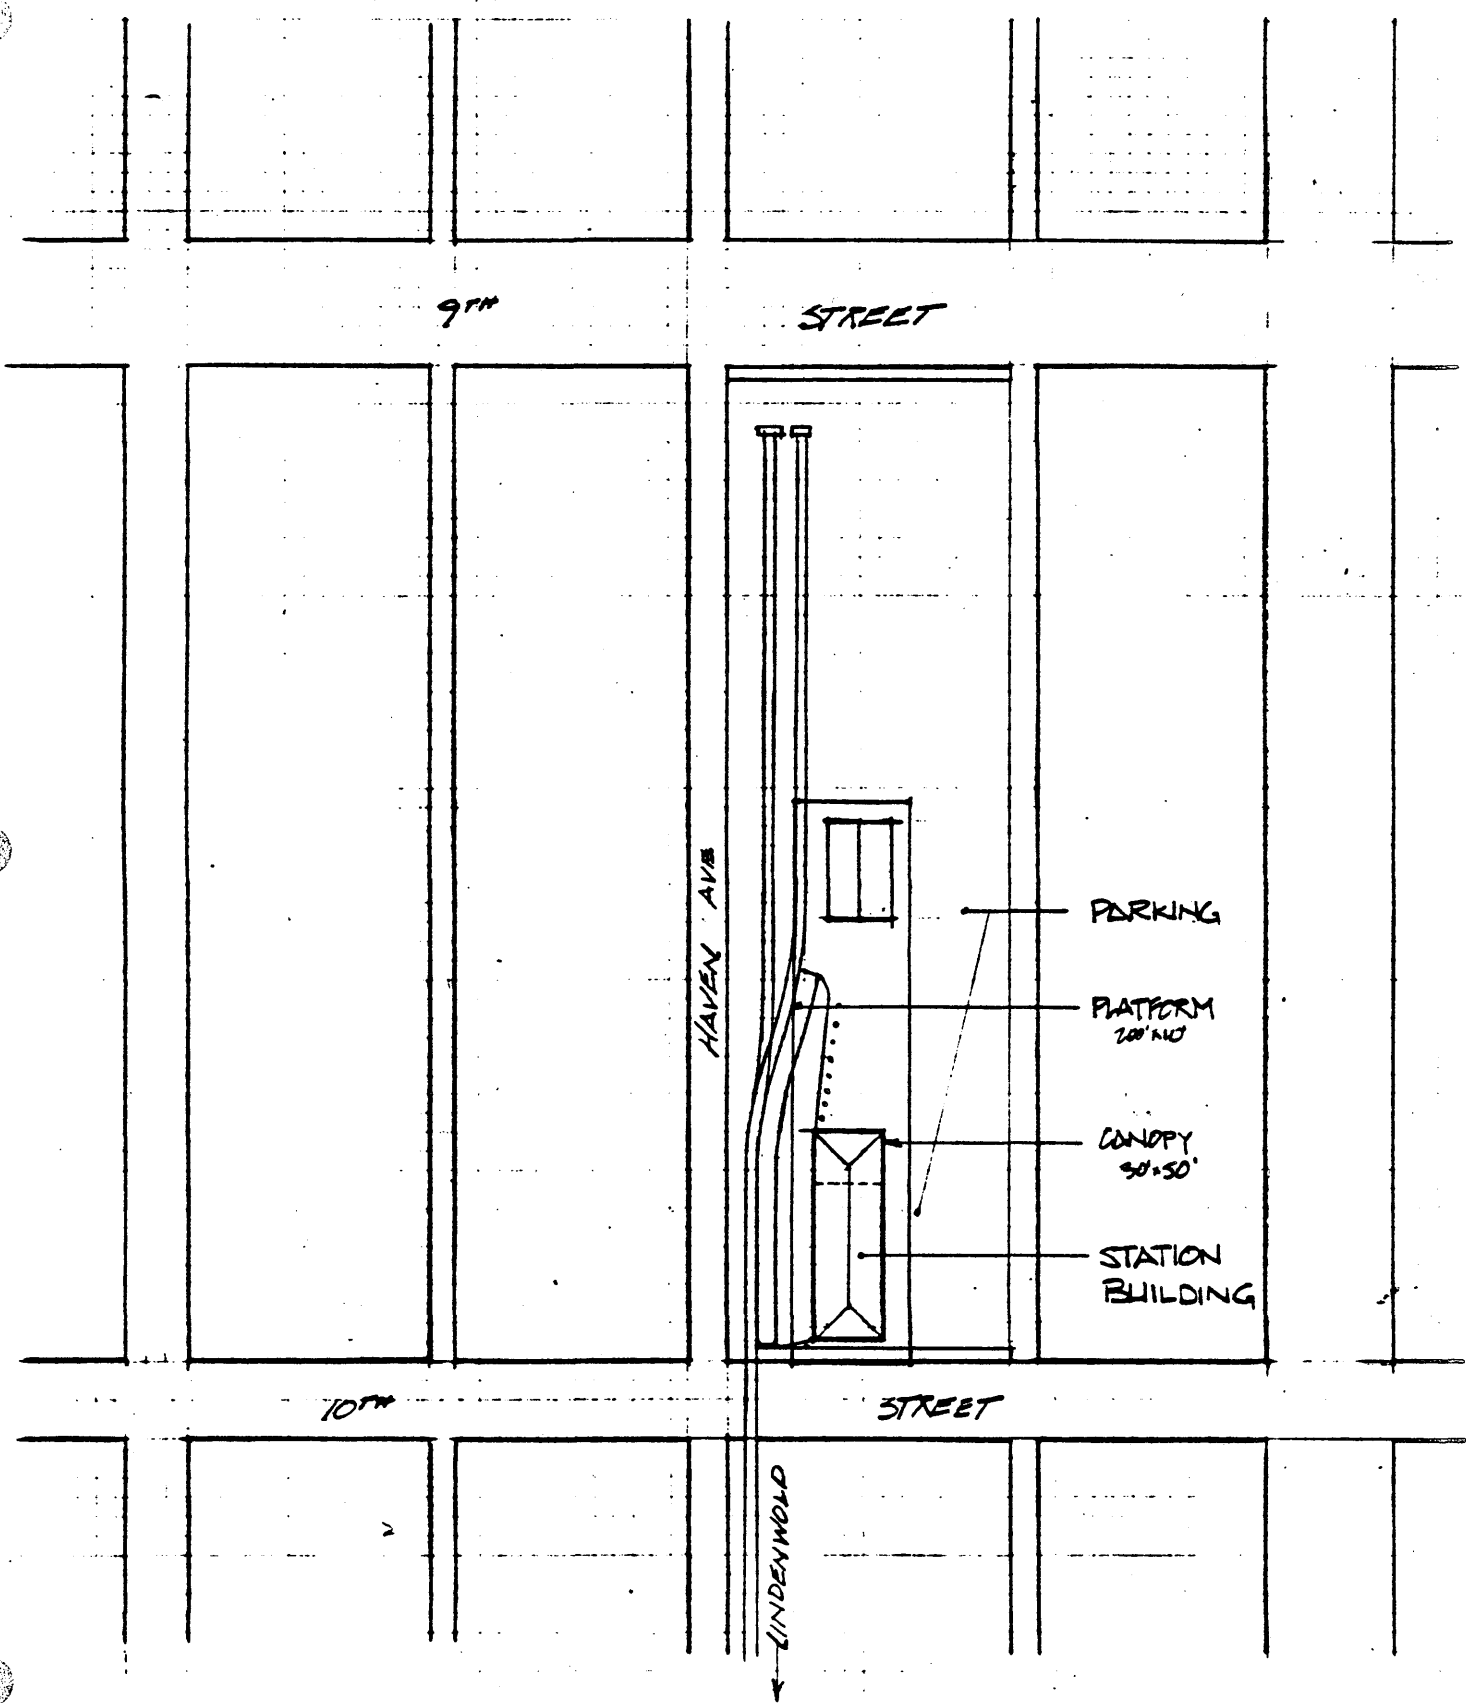 9TH STREET
HAVEN AVE
PARKING
PLATFORM
CANOPY
30'x50'
STATION
BUILDING
10TH STREET
LINDENWOLD